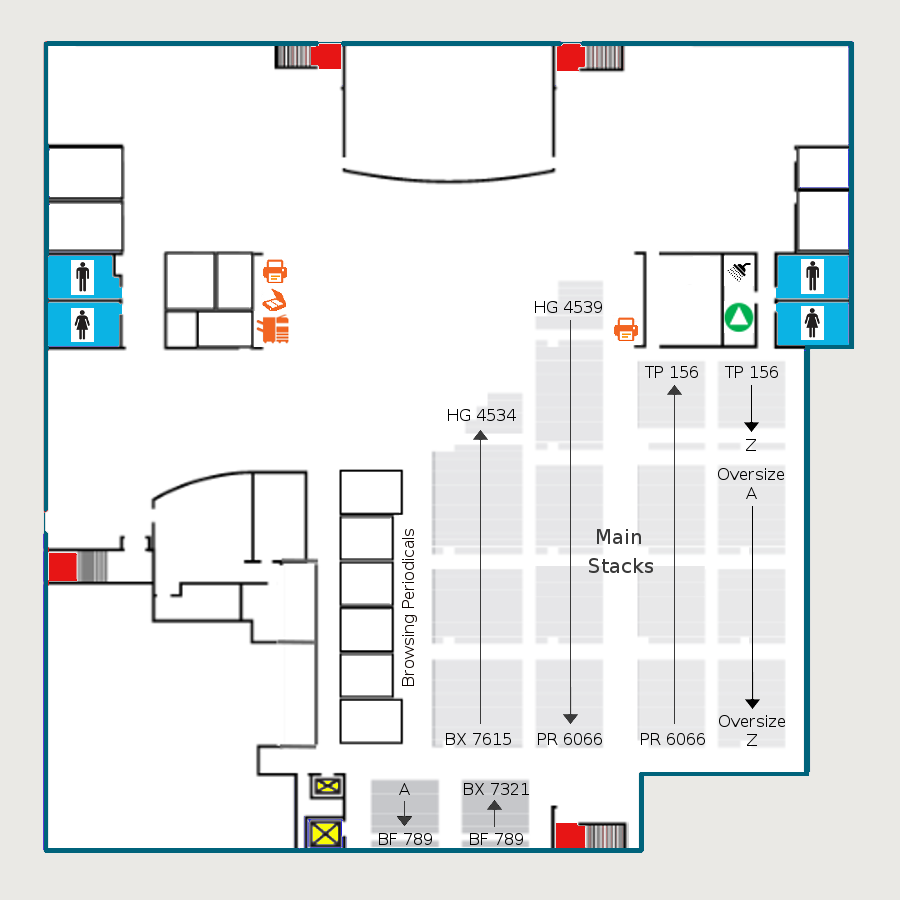 HG 4539
TP 156
TP 156
HG 4534
Z
Oversize
A
Main
Stacks
Browsing Periodicals
Oversize
Z
BX 7615
PR 6066
PR 6066
A
BX 7321
BF 789
BF 789